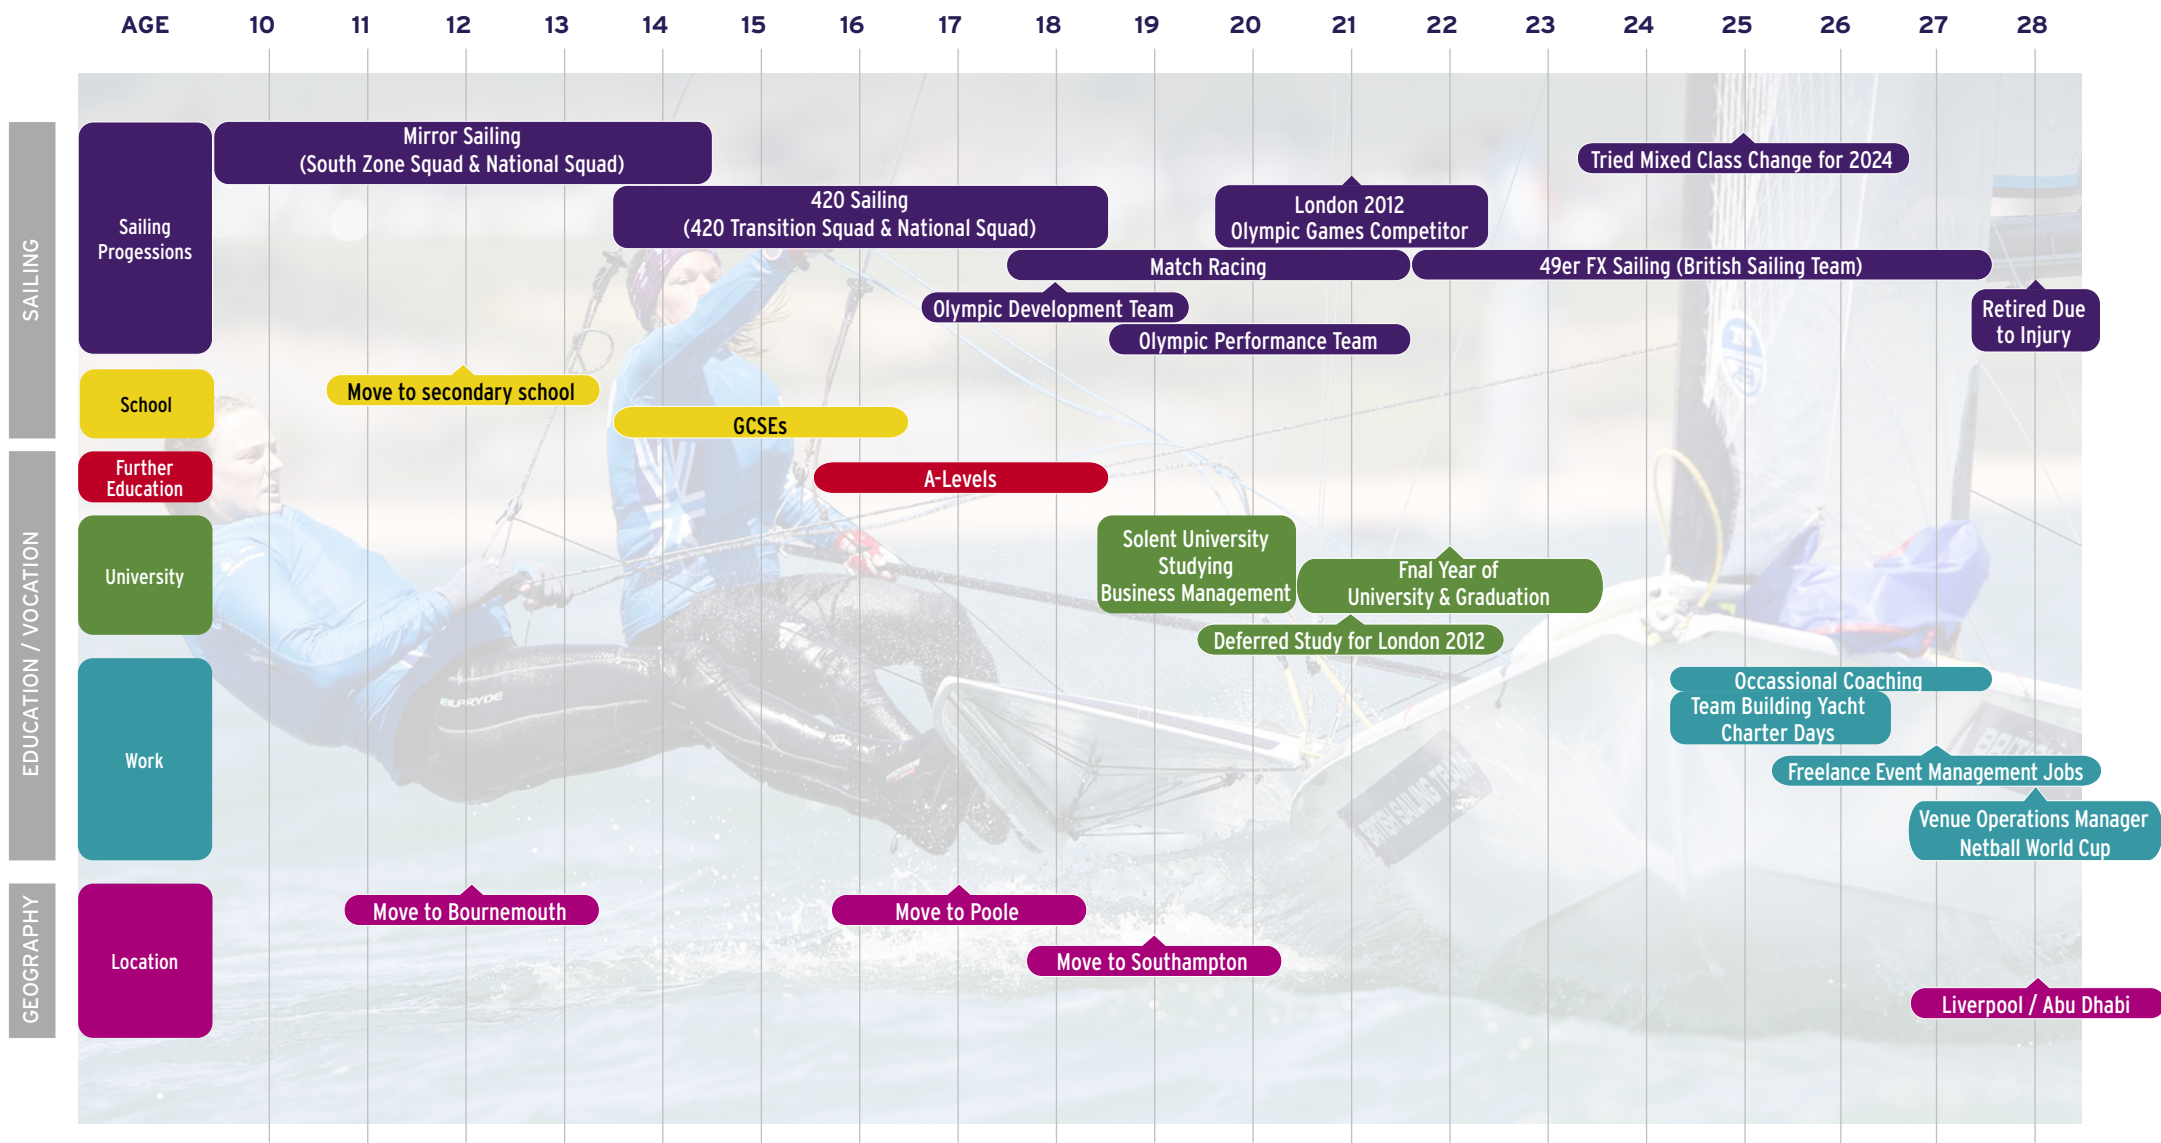 AGE 10 11 12 13 14 15 16 17 18 19 20 21 22 23 24 25 26 27 28
SAILING
Sailing
Progessions
Mirror Sailing
(South Zone Squad & National Squad)
420 Sailing
(420 Transition Squad & National Squad)
London 2012
Olympic Games Competitor
Tried Mixed Class Change for 2024
Match Racing
49er FX Sailing (British Sailing Team)
Olympic Development Team
Retired Due
to Injury
Olympic Performance Team
School
Move to secondary school
GCSEs
EDUCATION / VOCATION
Further
Education
A-Levels
University
Solent University
Studying
Business Management
Fnal Year of
University & Graduation
Deferred Study for London 2012
Work
Occassional Coaching
Team Building Yacht
Charter Days
Freelance Event Management Jobs
Venue Operations Manager
Netball World Cup
GEOGRAPHY
Location
Move to Bournemouth
Move to Poole
Move to Southampton
Liverpool / Abu Dhabi
BRITISH SAILING TEAM